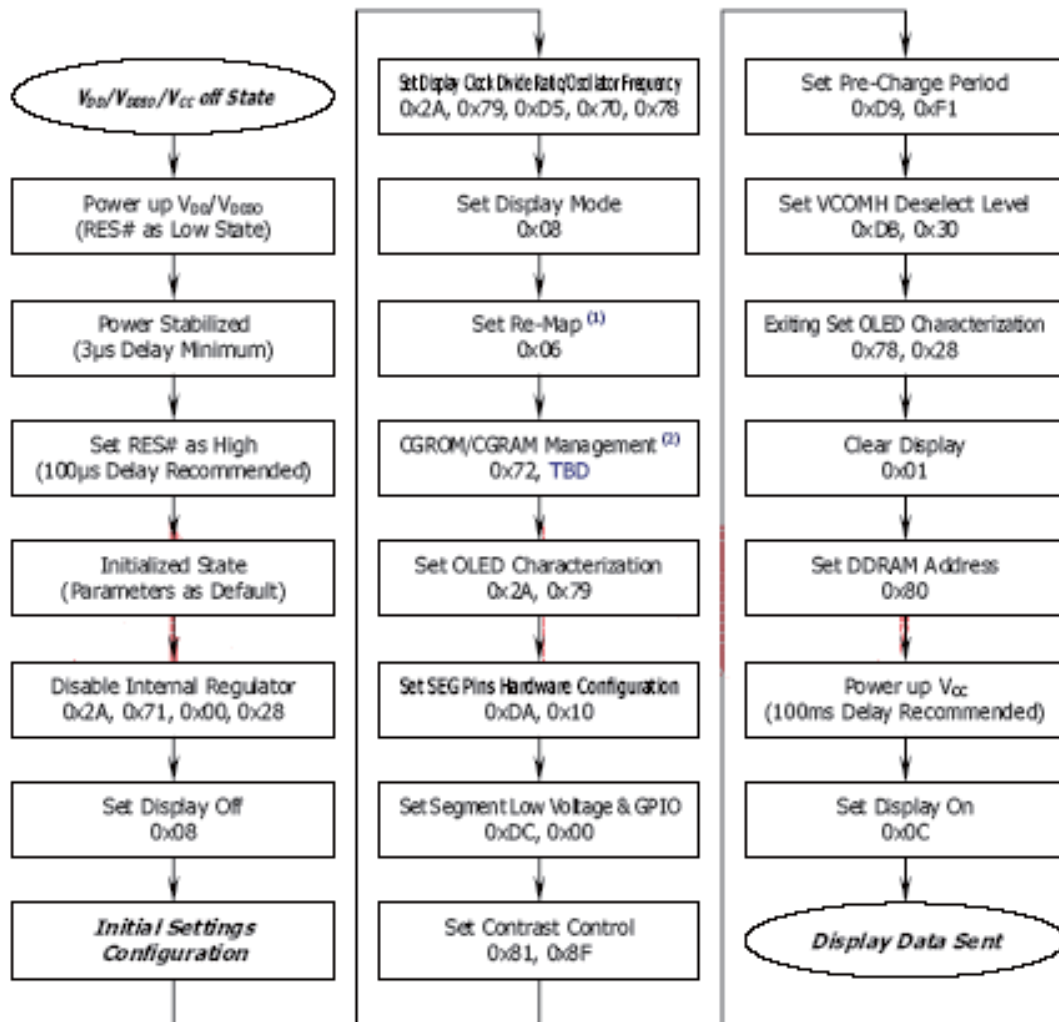 VDD/VDDIO/VCC off State
Power up VDD/VDDIO
(RES# as Low State)
Power Stabilized
(3µs Delay Minimum)
Set RES# as High
(100µs Delay Recommended)
Initialized State
(Parameters as Default)
Disable Internal Regulator
0x2A, 0x71, 0x00, 0x28
Set Display Off
0x08
Initial Settings
Configuration
Set Display Clock Divide Ratio/Oscillator Frequency
0x2A, 0x79, 0xD5, 0x70, 0x78
Set Display Mode
0x08
Set Re-Map (1)
0x06
CGROM/CGRAM Management (2)
0x72, TBD
Set OLED Characterization
0x2A, 0x79
Set SEG Pins Hardware Configuration
0xDA, 0x10
Set Segment Low Voltage & GPIO
0xDC, 0x00
Set Contrast Control
0x81, 0x8F
Set Pre-Charge Period
0xD9, 0xF1
Set VCOMH Deselect Level
0xDB, 0x30
Exiting Set OLED Characterization
0x78, 0x28
Clear Display
0x01
Set DDRAM Address
0x80
Power up VCC
(100ms Delay Recommended)
Set Display On
0x0C
Display Data Sent